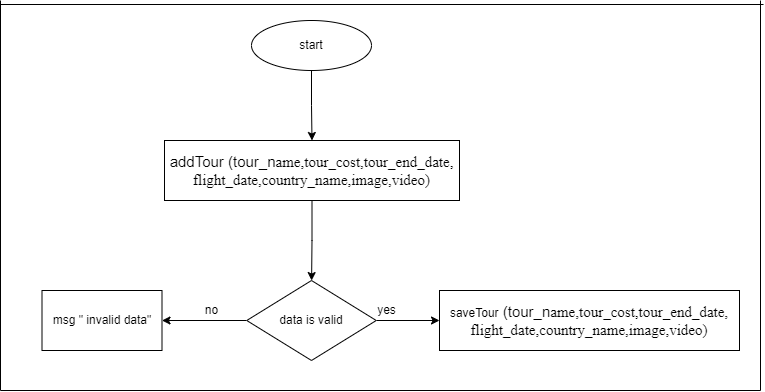 start
addTour (tour_name,tour_cost,tour_end_date,
flight_date,country_name,image,video)
no
data is valid
yes
msg " invalid data"
saveTour (tour_name,tour_cost,tour_end_date,
flight_date,country_name,image,video)